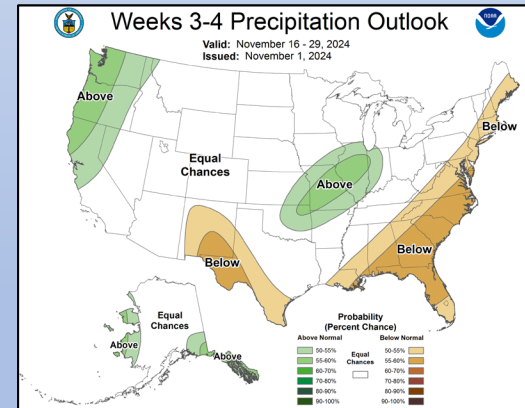 Weeks 3-4 Precipitation Outlook
Valid: November 16 - 29, 2024
Issued: November 1, 2024
noaa
Above
Equal
Chances
Above
Below
Below
Below
Equal
Chances
Above
Above
Probability
(Percent Chance)
Above Normal
Below Normal
Equal
Chances
50-55%
55-60%
60-70%
70-80%
80-90%
90-100%
50-55%
55-60%
60-70%
70-80%
80-90%
90-100%